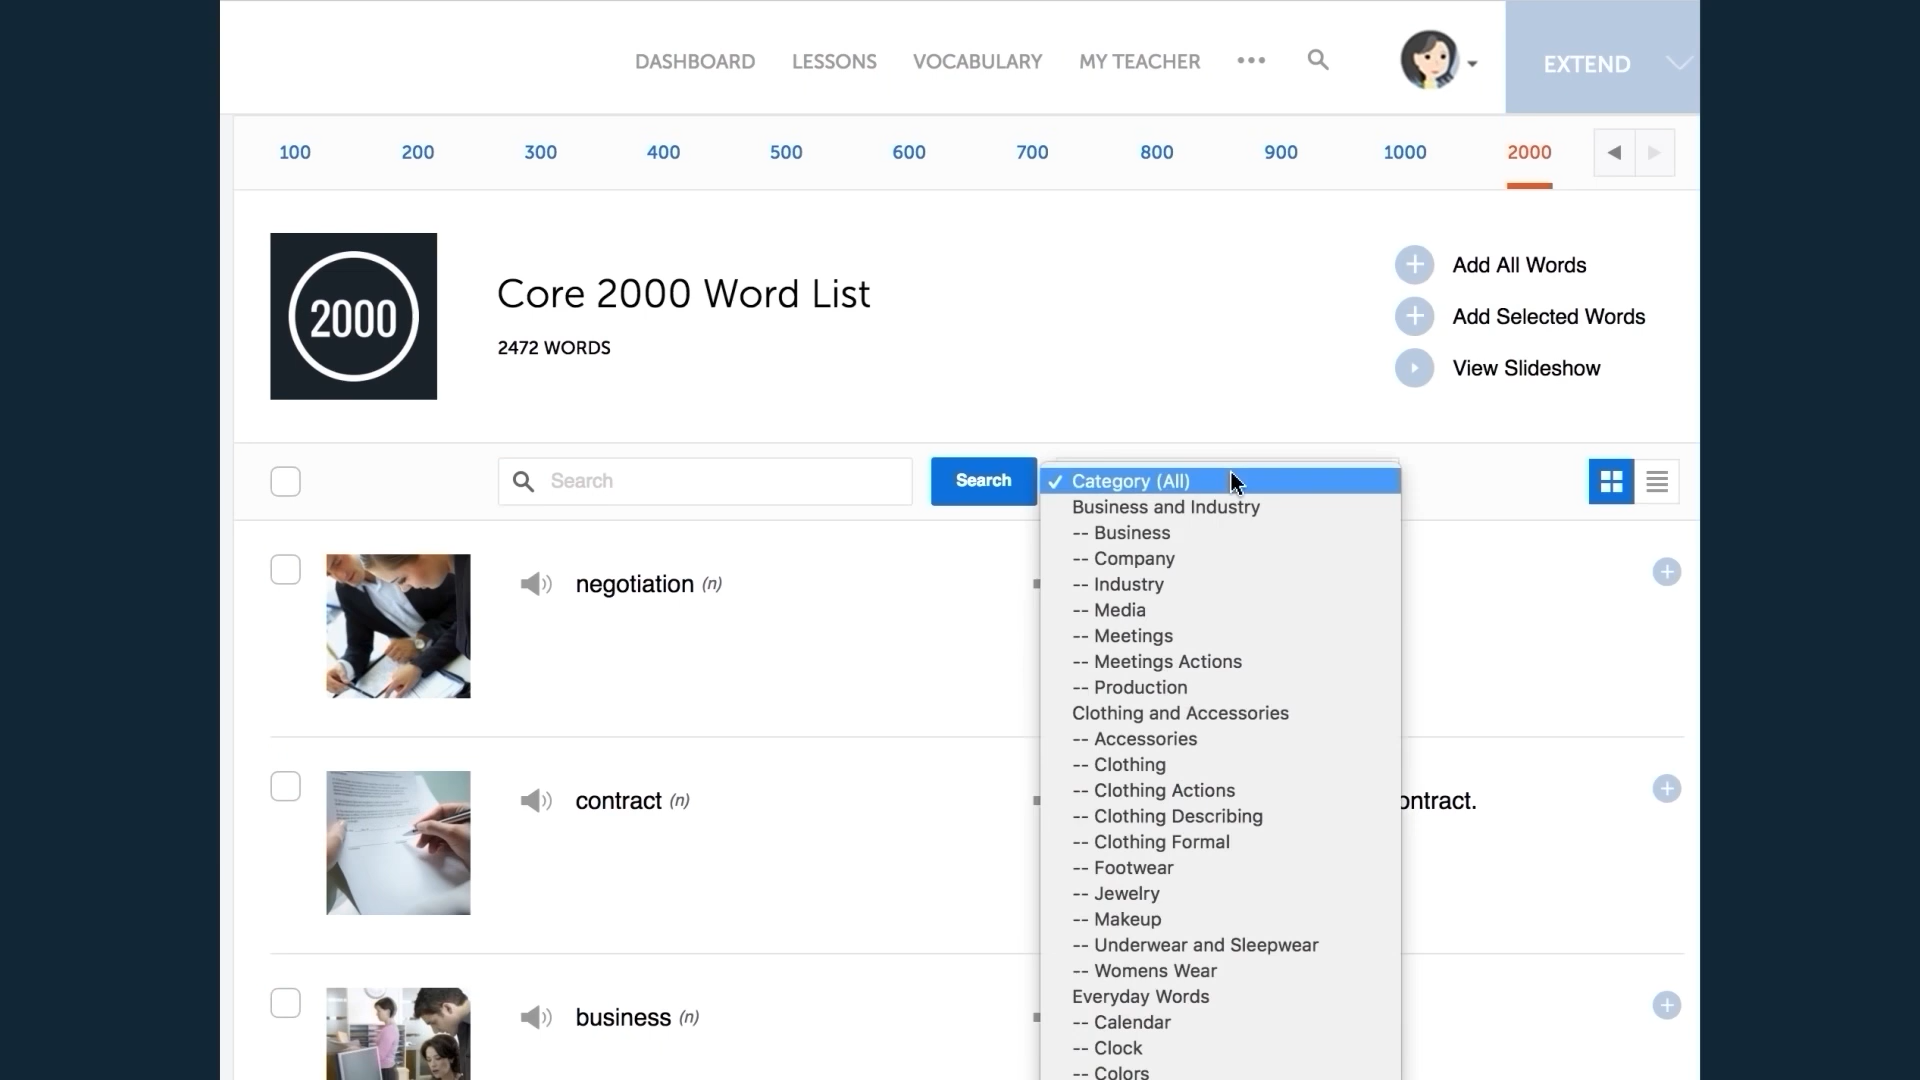 DASHBOARD LESSONS VOCABULARY MY TEACHER EXTEND
100 200 300 400 500 600 700 800 900 1000 2000
2000
Core 2000 Word List
2472 WORDS
Add All Words
Add Selected Words
View Slideshow
Search
Search
Category (All)
Business and Industry
-- Business
-- Company
-- Industry
-- Media
-- Meetings
-- Meetings Actions
-- Production
Clothing and Accessories
-- Accessories
-- Clothing
-- Clothing Actions
-- Clothing Describing
-- Clothing Formal
-- Footwear
-- Jewelry
-- Makeup
-- Underwear and Sleepwear
-- Womens Wear
Everyday Words
-- Calendar
-- Clock
-- Colors
negotiation (n)
contract (n)
ontract.
business (n)